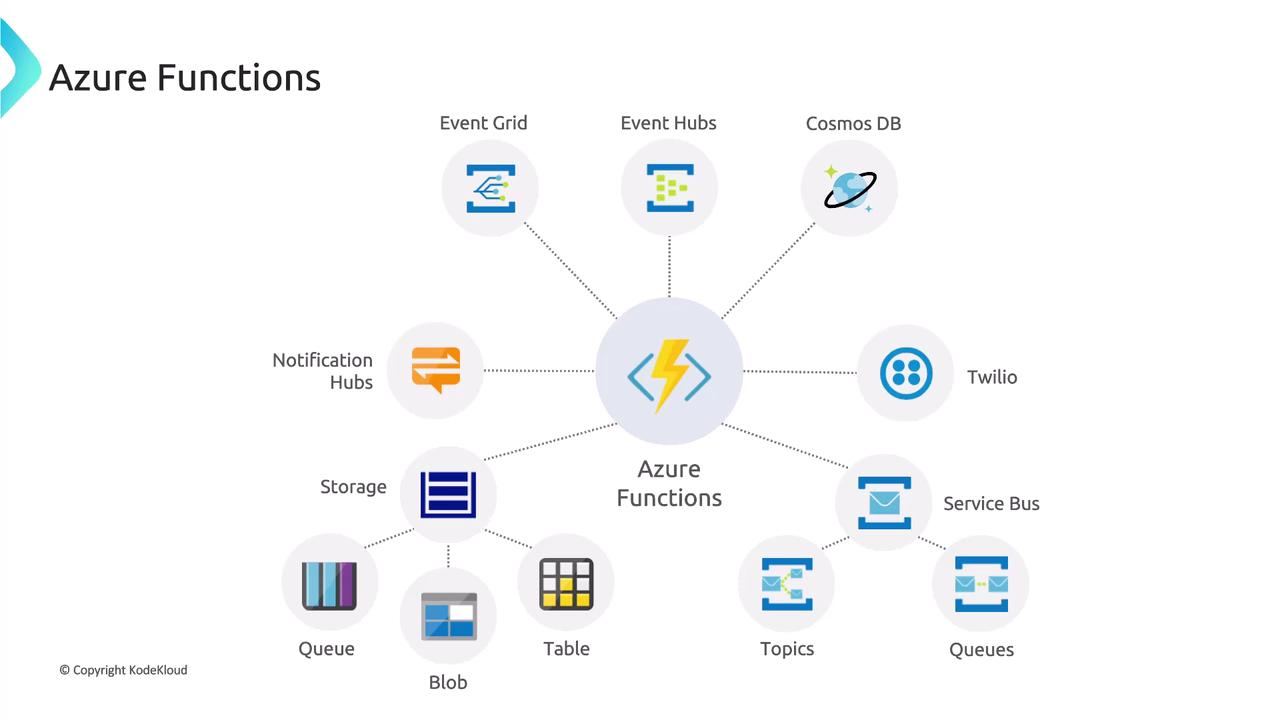 Azure Functions
Event Grid
Event Hubs
Cosmos DB
Notification
Hubs
Twilio
Azure
Functions
Storage
Service Bus
Queue
Blob
Table
Topics
Queues
© Copyright KodeKloud